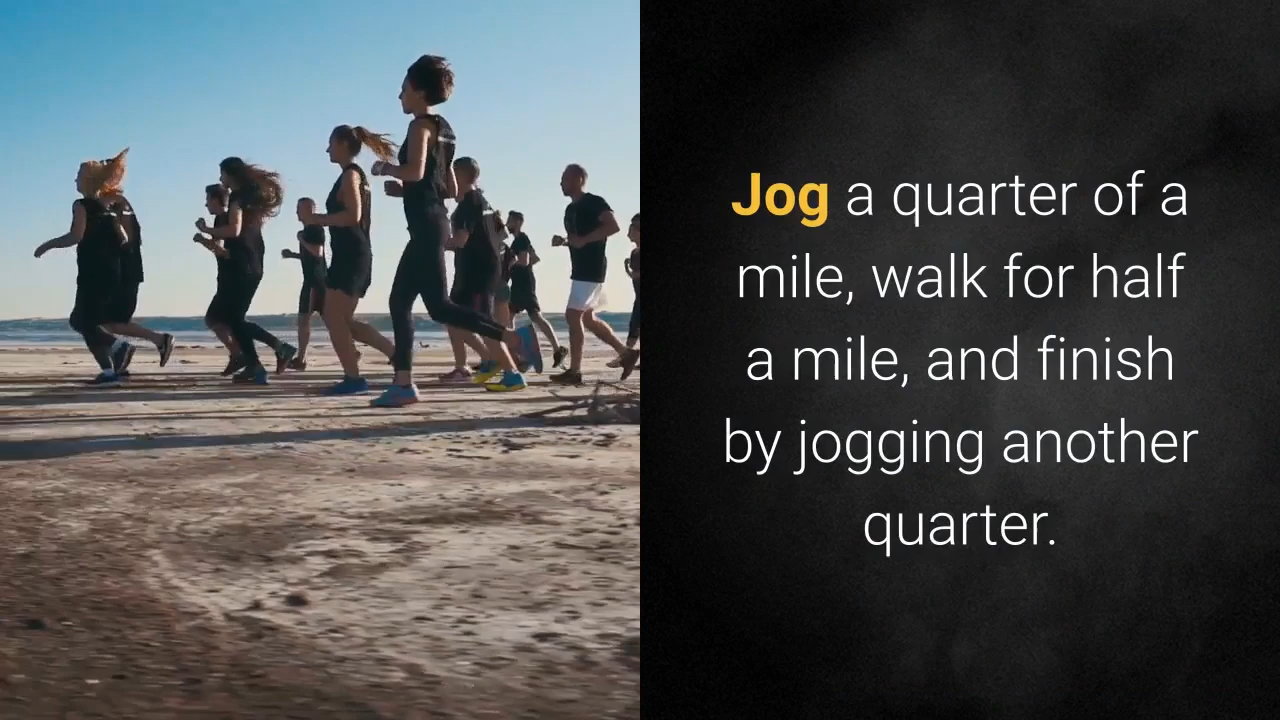 Jog a quarter of a
mile, walk for half
a mile, and finish
by jogging another
quarter.